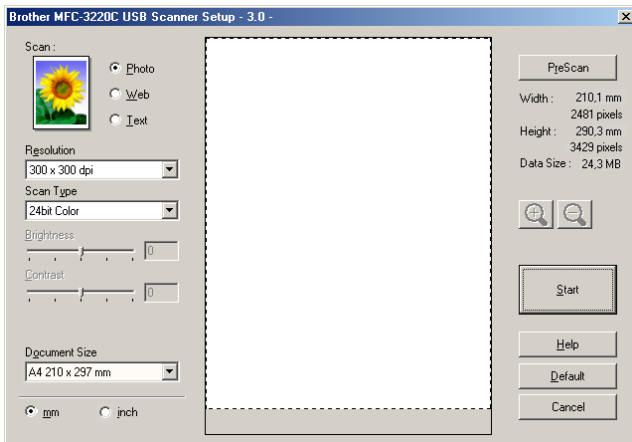 Brother MFC-3220C USB Scanner Setup - 3.0 -
Scan :
Photo
Web
Text
Resolution
300 x 300 dpi
Scan Type
24bit Color
Brightness
0
Contrast
0
Document Size
A4 210 x 297 mm
mm inch
PreScan
Width : 210,1 mm
2481 pixels
Height : 290,3 mm
3429 pixels
Data Size : 24,3 MB
Start
Help
Default
Cancel